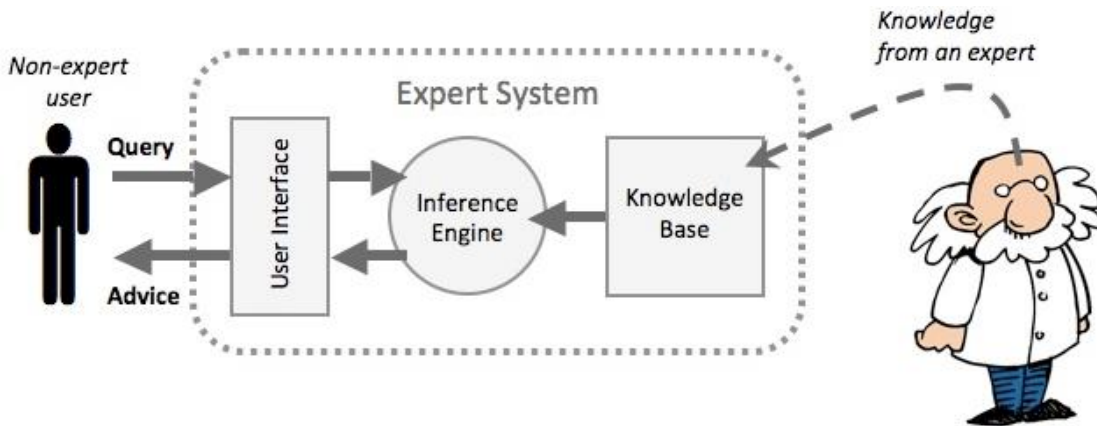 Knowledge
from an expert
Non-expert
user
Expert System
Query
User Interface
Inference
Engine
Knowledge
Base
Advice